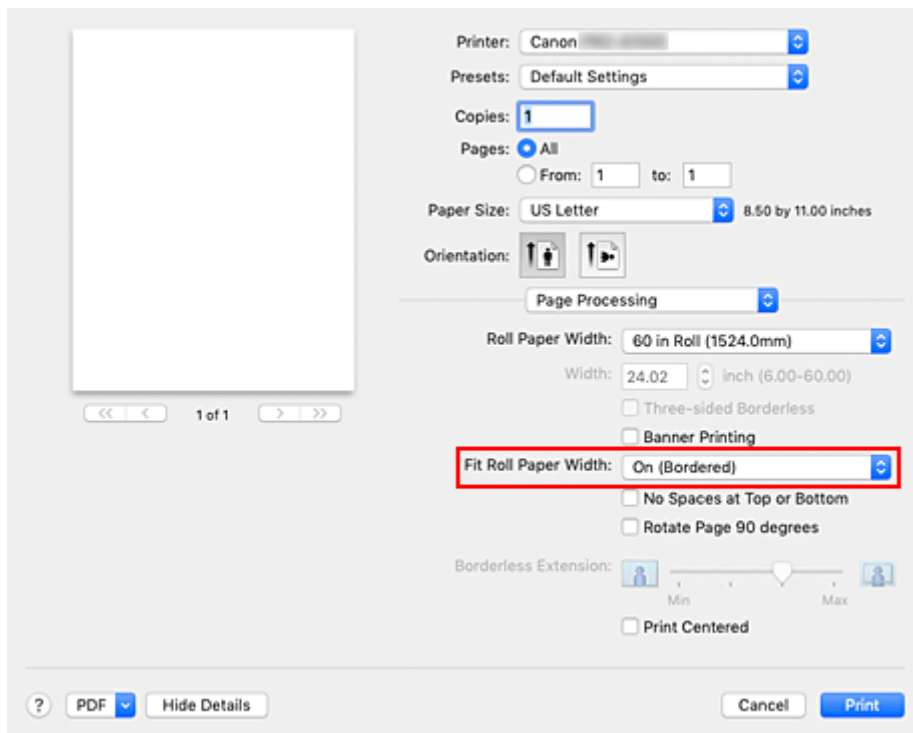 Printer: Canon
Presets: Default Settings
Copies: 1
Pages: All
From: 1 to: 1
Paper Size: US Letter 8.50 by 11.00 inches
Orientation:
Page Processing
Roll Paper Width: 60 in Roll (1524.0mm)
Width: 24.02 inch (6.00-60.00)
Three-sided Borderless
<< < 1 of 1 > >>
Banner Printing
Fit Roll Paper Width: On (Bordered)
No Spaces at Top or Bottom
Rotate Page 90 degrees
Borderless Extension:
Min Max
Print Centered
? PDF Hide Details Cancel Print